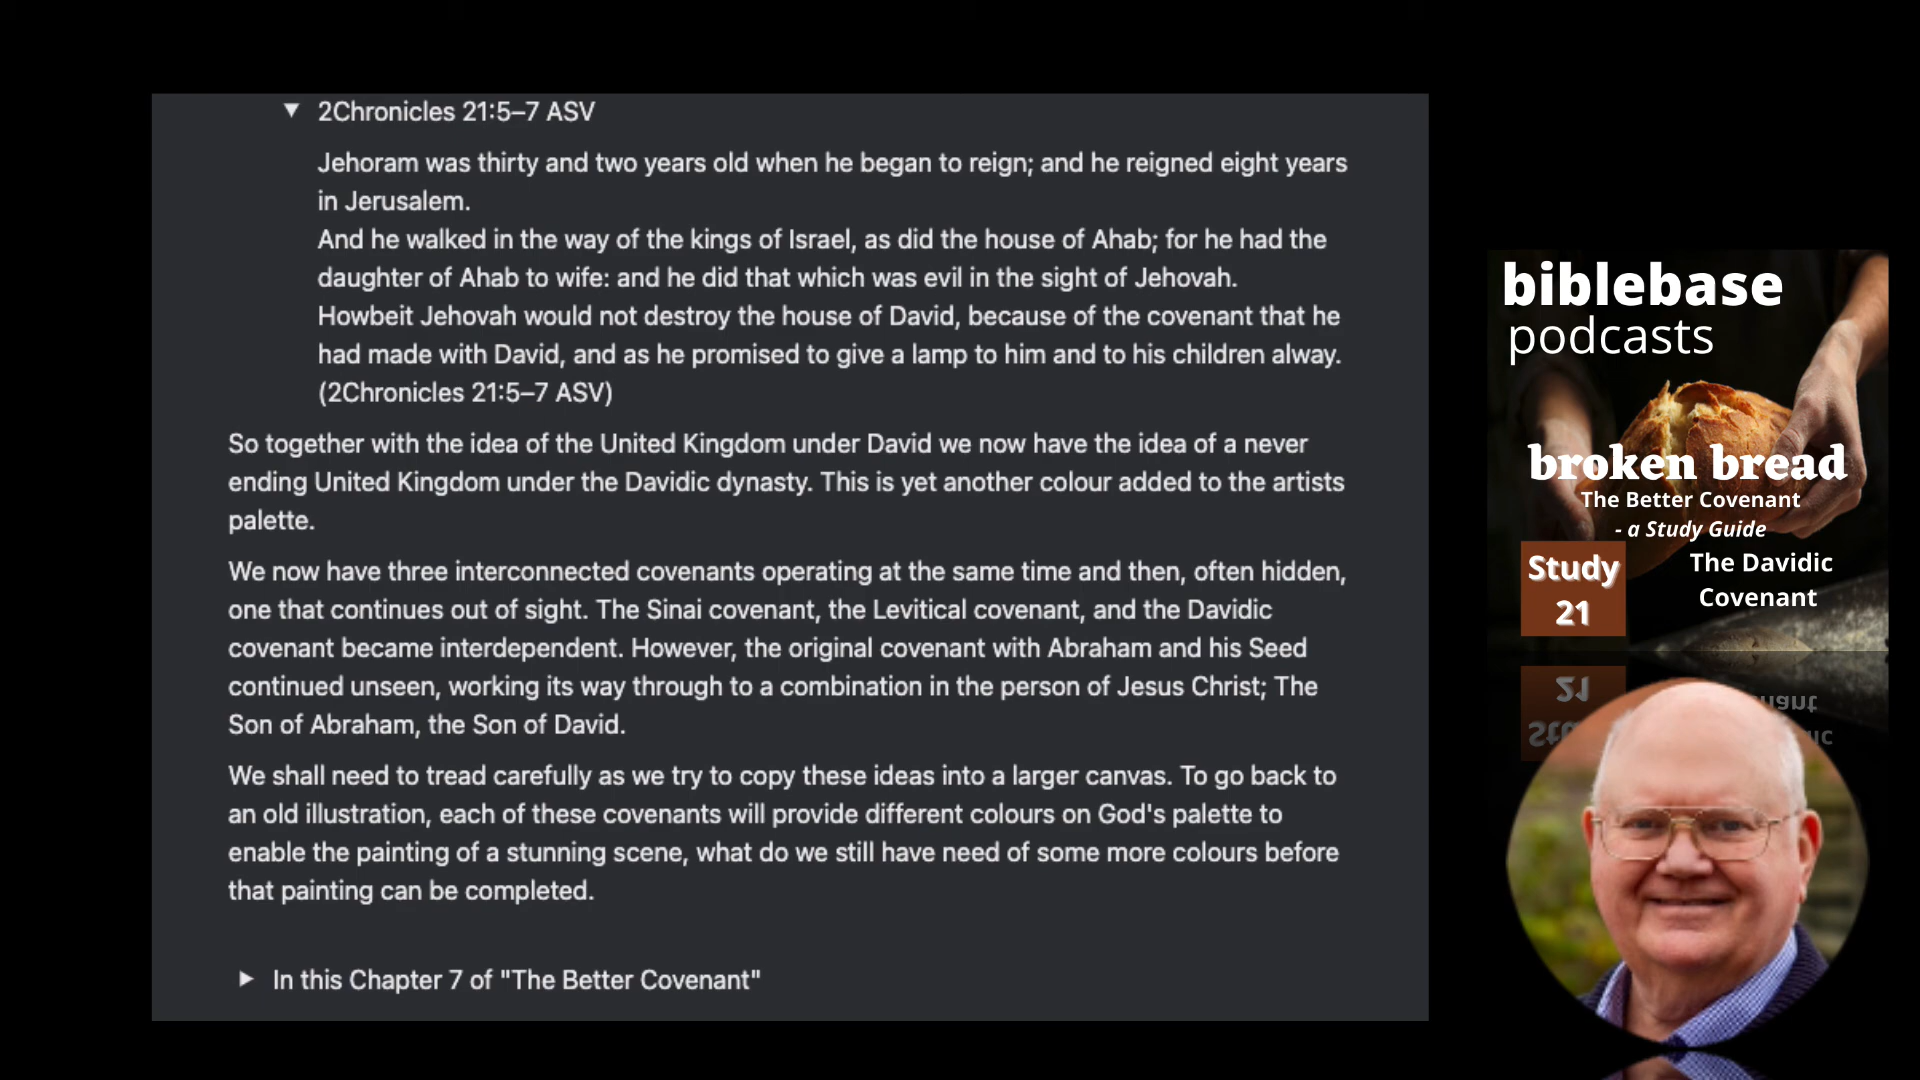 2Chronicles 21:5–7 ASV
Jehoram was thirty and two years old when he began to reign; and he reigned eight years
in Jerusalem.
And he walked in the way of the kings of Israel, as did the house of Ahab; for he had the
daughter of Ahab to wife: and he did that which was evil in the sight of Jehovah.
Howbeit Jehovah would not destroy the house of David, because of the covenant that he
had made with David, and as he promised to give a lamp to him and to his children alway.
(2Chronicles 21:5–7 ASV)
So together with the idea of the United Kingdom under David we now have the idea of a never
ending United Kingdom under the Davidic dynasty. This is yet another colour added to the artists
palette.
We now have three interconnected covenants operating at the same time and then, often hidden,
one that continues out of sight. The Sinai covenant, the Levitical covenant, and the Davidic
covenant became interdependent. However, the original covenant with Abraham and his Seed
continued unseen, working its way through to a combination in the person of Jesus Christ; The
Son of Abraham, the Son of David.
We shall need to tread carefully as we try to copy these ideas into a larger canvas. To go back to
an old illustration, each of these covenants will provide different colours on God's palette to
enable the painting of a stunning scene, what do we still have need of some more colours before
that painting can be completed.
In this Chapter 7 of "The Better Covenant"
biblebase
podcasts
broken bread
The Better Covenant
- a Study Guide
Study
21
The Davidic
Covenant